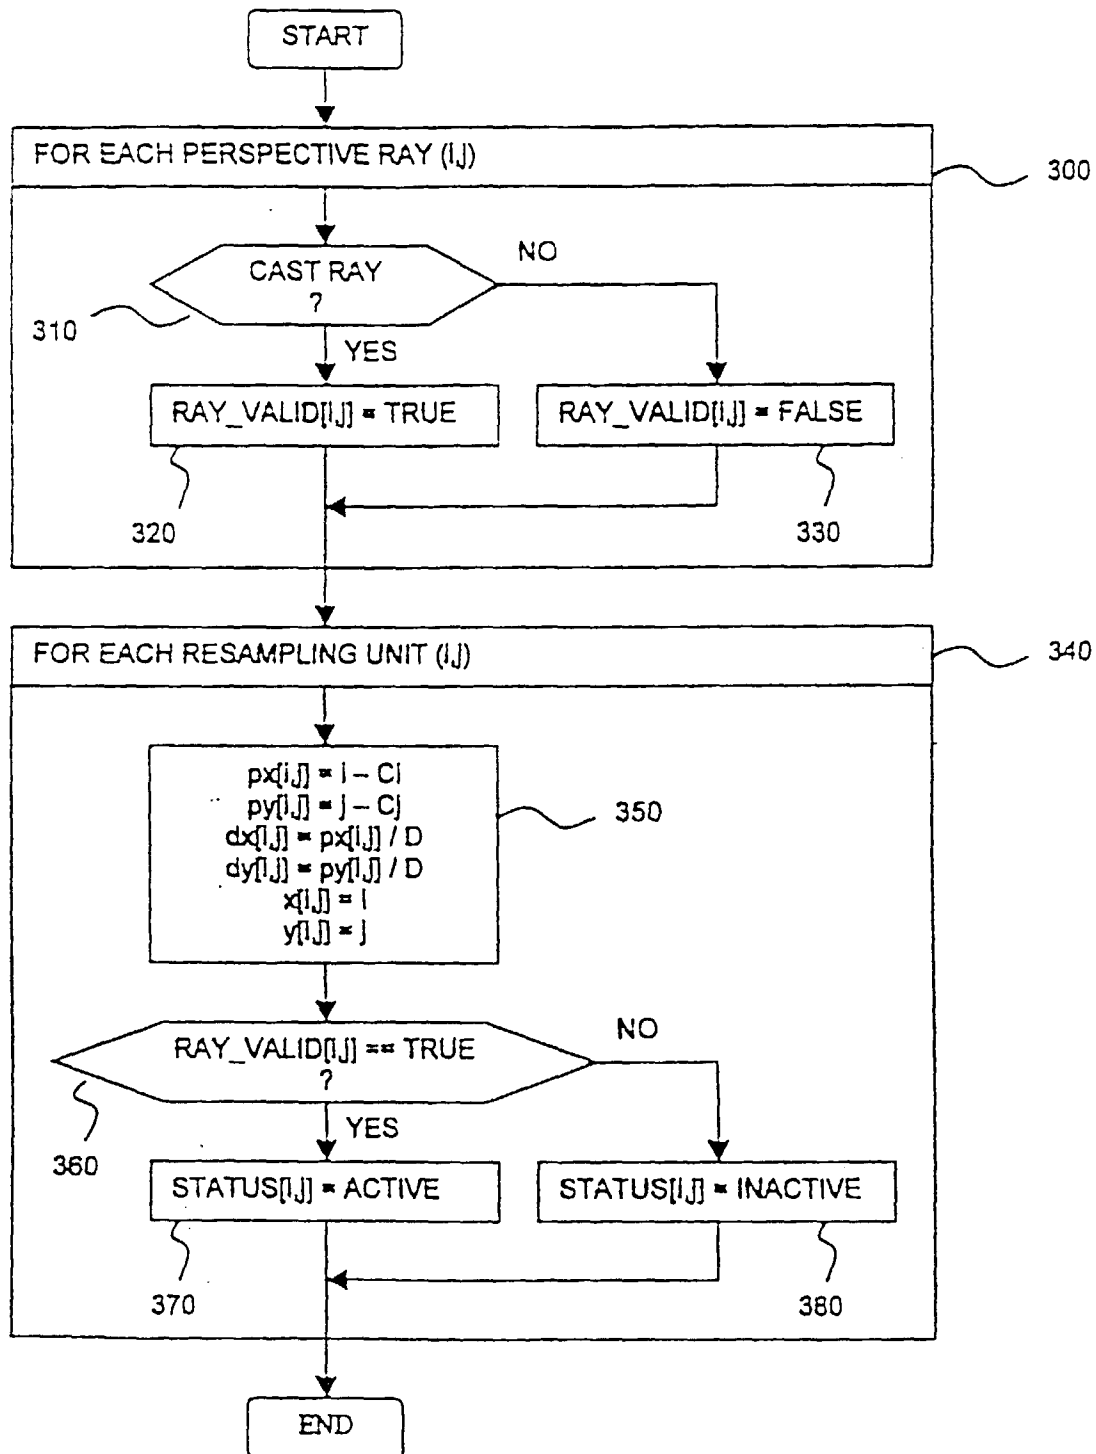 START
FOR EACH PERSPECTIVE RAY (i,j)
300
CAST RAY
?
NO
310
YES
RAY_VALID[i,j] = TRUE
RAY_VALID[i,j] = FALSE
320
330
FOR EACH RESAMPLING UNIT (i,j)
340
px[i,j] = i – Ci
py[i,j] = j – Cj
dx[i,j] = px[i,j] / D
dy[i,j] = py[i,j] / D
x[i,j] = i
y[i,j] = j
350
RAY_VALID[i,j] == TRUE
?
NO
360
YES
STATUS[i,j] = ACTIVE
STATUS[i,j] = INACTIVE
370
380
END